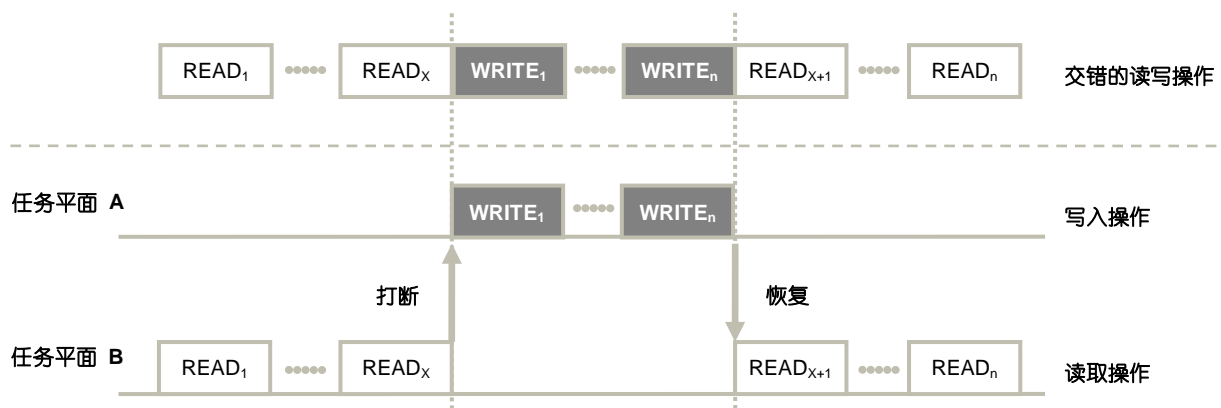 READ₁ ●●●●● READₓ WRITE₁ ●●●●● WRITEₙ READₓ₊₁ ●●●●● READₙ 交错的读写操作
任务平面 A WRITE₁ ●●●●● WRITEₙ 写入操作
打断 恢复
任务平面 B READ₁ ●●●●● READₓ READₓ₊₁ ●●●●● READₙ 读取操作